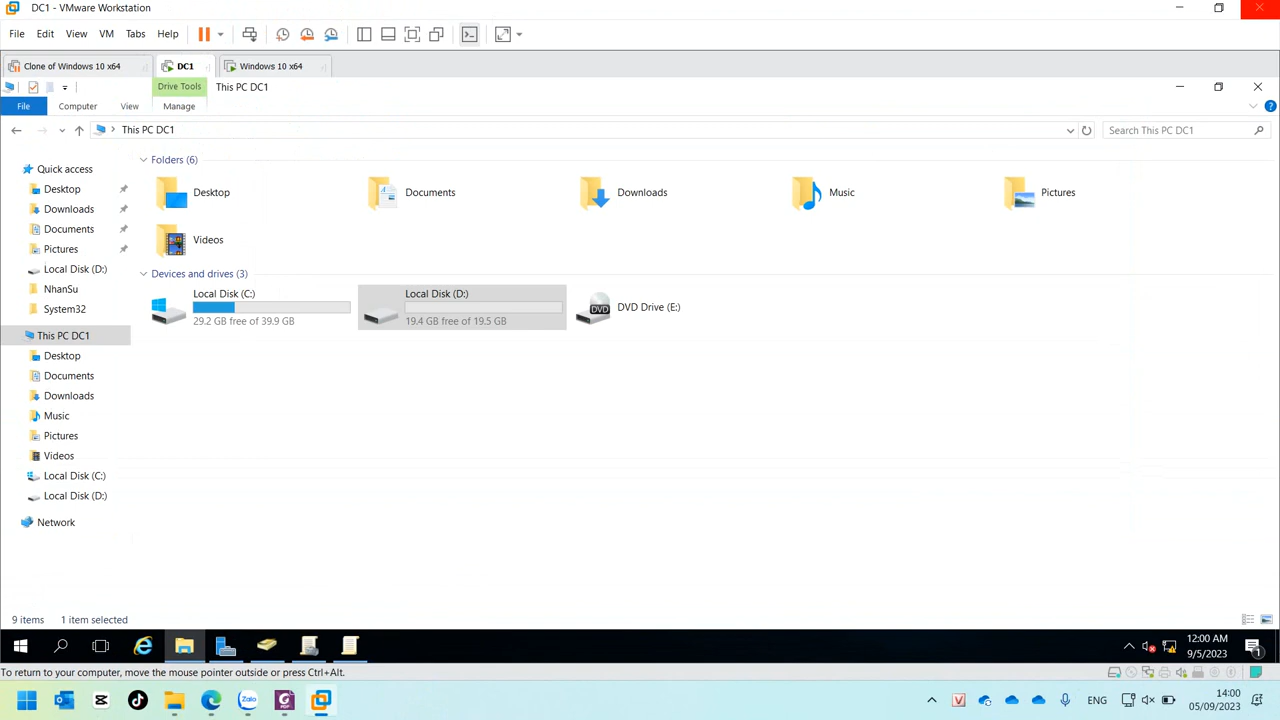 DC1 - VMware Workstation
File Edit View VM Tabs Help
Clone of Windows 10 x64 DC1 Windows 10 x64
Drive Tools This PC DC1
File Computer View Manage
This PC DC1 Search This PC DC1
Quick access
Desktop
Downloads
Documents
Pictures
Local Disk (D:)
NhanSu
System32
This PC DC1
Desktop
Documents
Downloads
Music
Pictures
Videos
Local Disk (C:)
Local Disk (D:)
Network
Folders (6)
Desktop Documents Downloads Music Pictures
Videos
Devices and drives (3)
Local Disk (C:)
29.2 GB free of 39.9 GB
Local Disk (D:)
19.4 GB free of 19.5 GB
DVD
DVD Drive (E:)
9 items 1 item selected
12:00 AM
9/5/2023
1
To return to your computer, move the mouse pointer outside or press Ctrl+Alt.
Zalo
PDF
V
ENG
14:00
05/09/2023